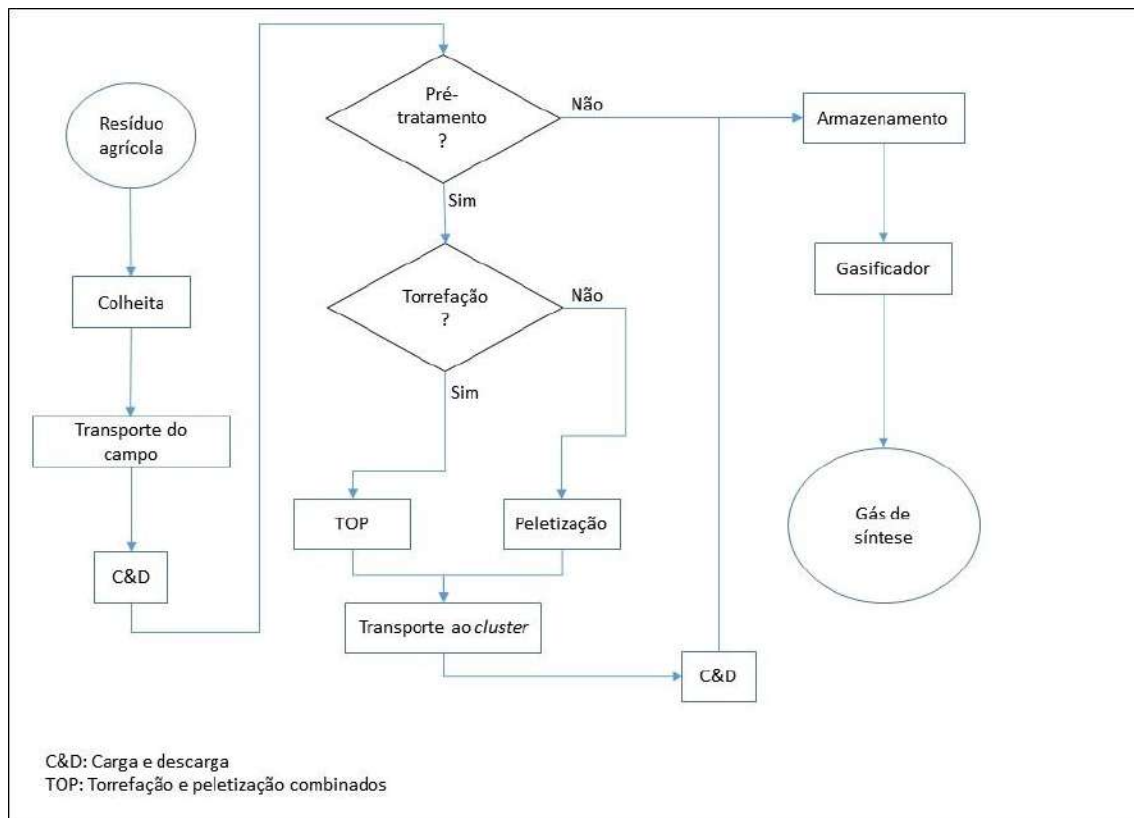 Resíduo
agrícola
Colheita
Transporte do
campo
C&D
Pré-
tratamento
?
Não
Sim
Torrefação
?
Não
Sim
TOP
Peletização
Transporte ao cluster
C&D
Armazenamento
Gasificador
Gás de
síntese
C&D: Carga e descarga
TOP: Torrefação e peletização combinados